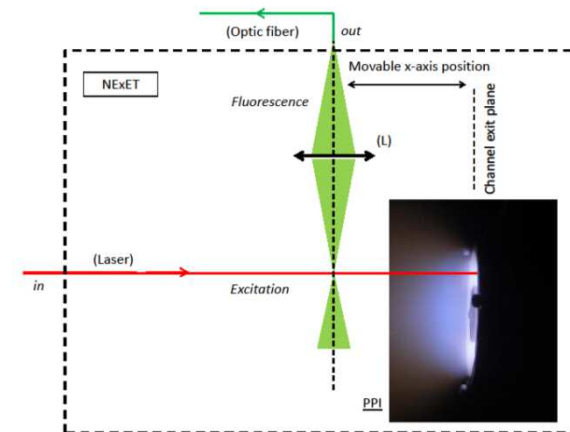 (Optic fiber)
out
Movable x-axis position
NExET
Fluorescence
(L)
Channel exit plane
(Laser)
in
Excitation
PPI